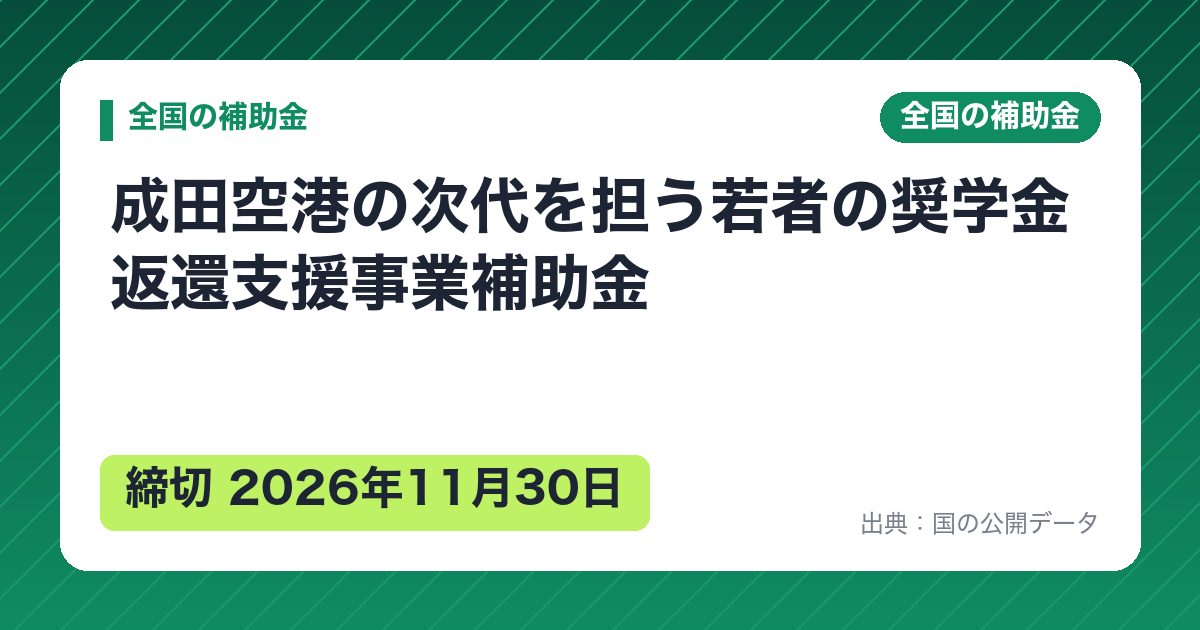 全国の補助金
全国の補助金
成田空港の次代を担う若者の奨学金
返還支援事業補助金
締切 2026年11月30日
出典：国の公開データ